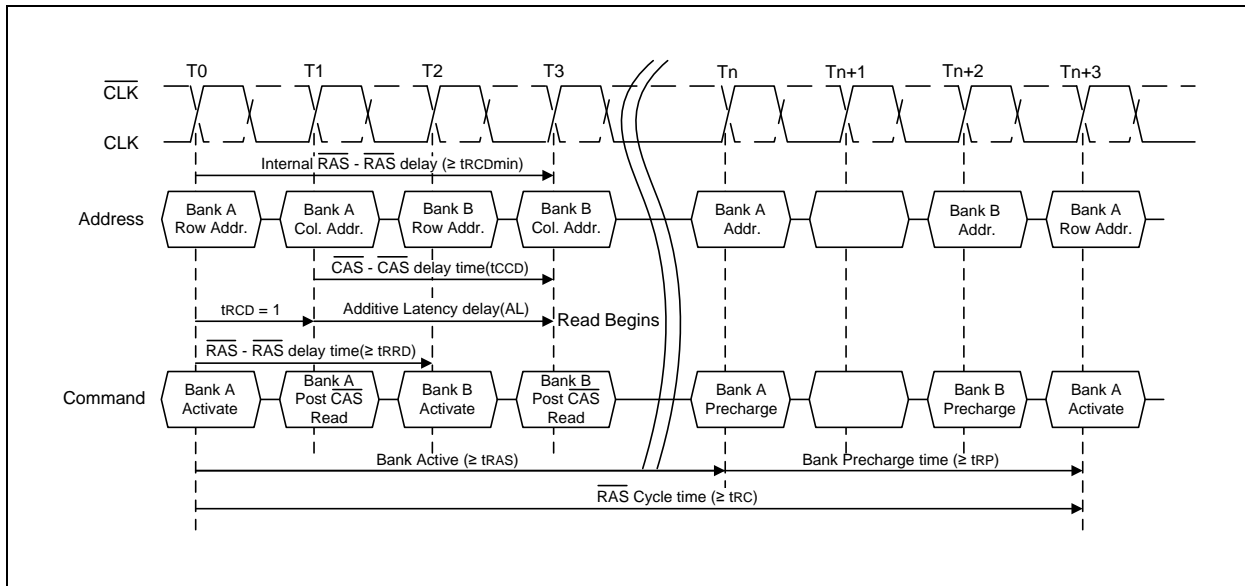 T0 T1 T2 T3 Tn Tn+1 Tn+2 Tn+3
CLK
CLK
Internal RAS - RAS delay (≥ tRCDmin)
Address
Bank A Row Addr.
Bank A Col. Addr.
Bank B Row Addr.
Bank B Col. Addr.
Bank A Addr.
Bank B Addr.
Bank A Row Addr.
CAS - CAS delay time(tCCD)
tRCD = 1
Additive Latency delay(AL)
Read Begins
RAS - RAS delay time(≥ tRRD)
Command
Bank A Activate
Bank A Post CAS Read
Bank B Activate
Bank B Post CAS Read
Bank A Precharge
Bank B Precharge
Bank A Activate
Bank Active (≥ tRAS)
Bank Precharge time (≥ tRP)
RAS Cycle time (≥ tRC)